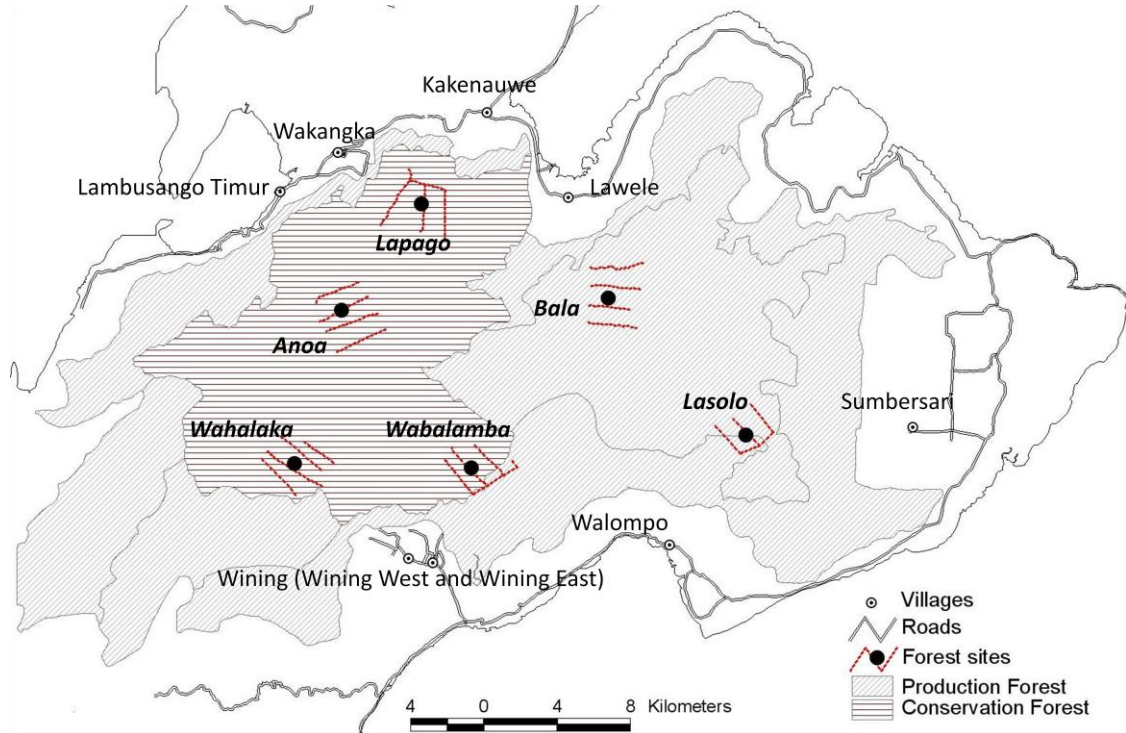 Kakenauwe
Wakangka
Lambusango Timur
Lawele
Lapago
Bala
Anoa
Lasolo
Sumbersari
Wahalaka
Wabalamba
Walompo
Wining (Wining West and Wining East)
Villages
Roads
Forest sites
Production Forest
Conservation Forest
4 0 4 8 Kilometers